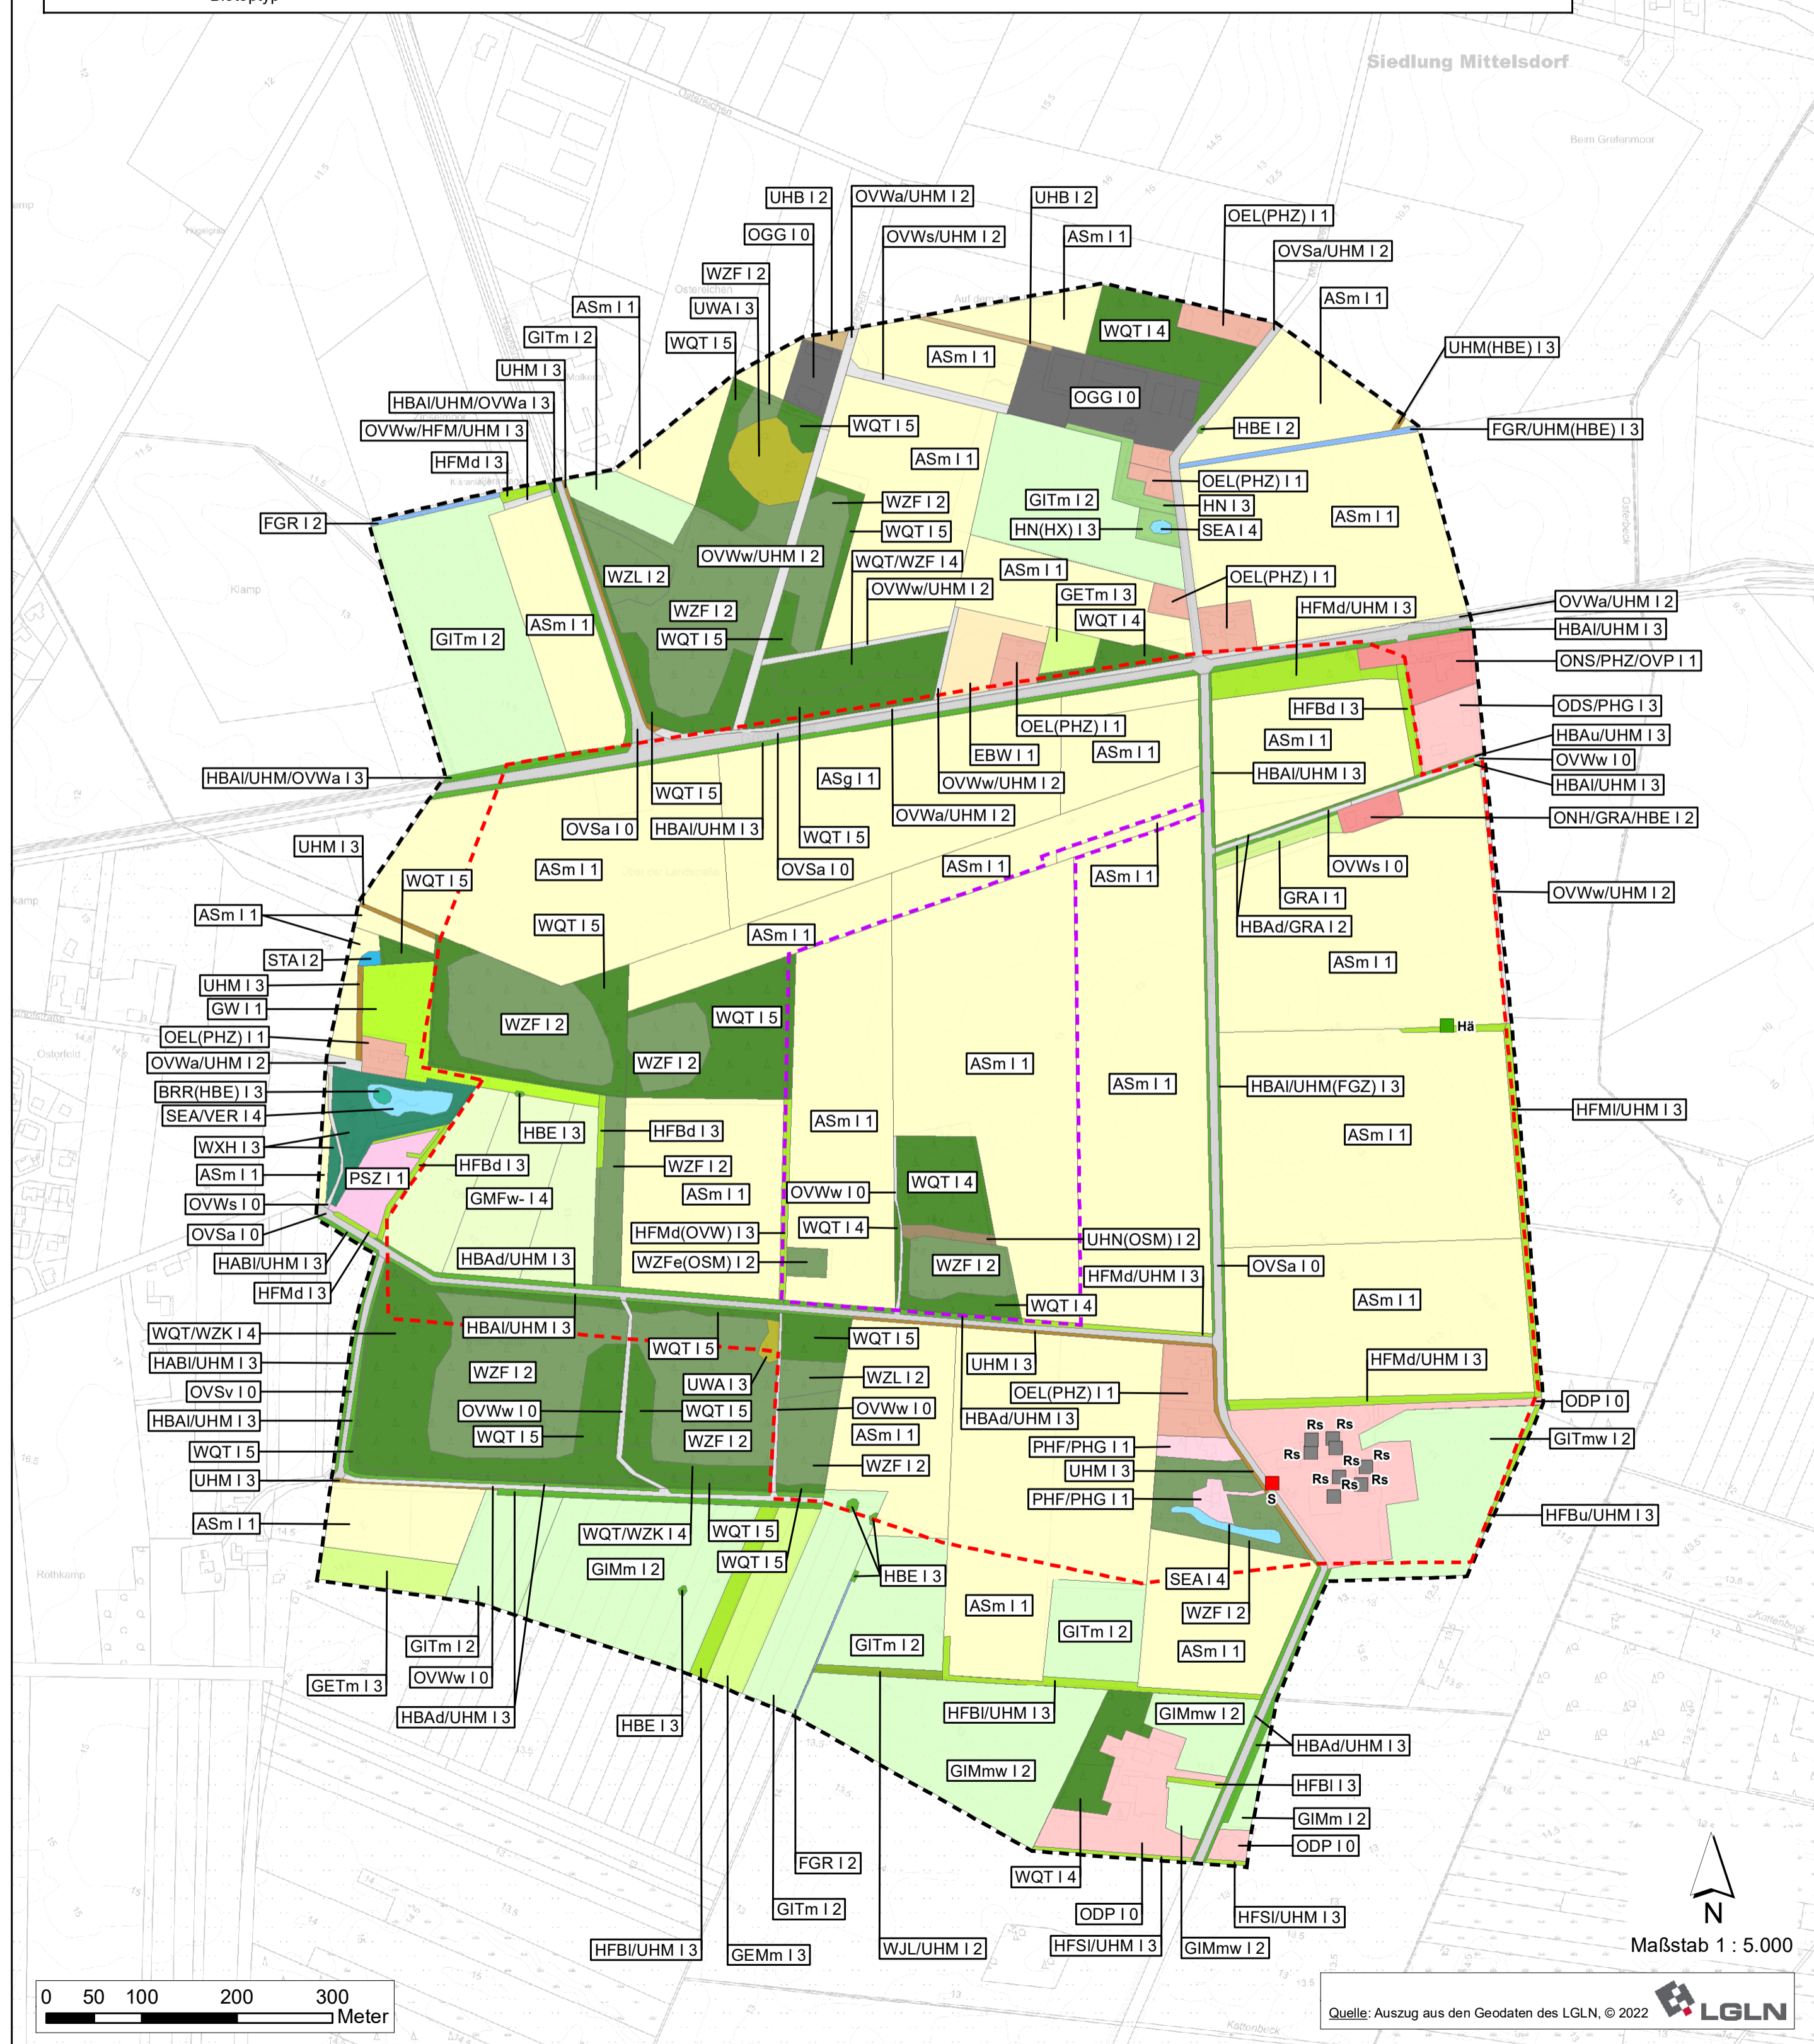 Siedlung Mittelsdorf
Beim Grafenmoor
Ostereichen
Hügelgrab
UHB I 2
OVWa/UHM I 2
UHB I 2
OEL(PHZ) I 1
OGG I 0
OVWs/UHM I 2
ASm I 1
OVSa/UHM I 2
WZF I 2
ASm I 1
Ostereichen
UWA I 3
ASm I 1
GITm I 2
WQT I 5
WQT I 4
ASm I 1
UHM(HBE) I 3
UHM I 3
Molkerei
HBAl/UHM/OVWa I 3
OGG I 0
OVWw/HFM/UHM I 3
WQT I 5
HBE I 2
FGR/UHM(HBE) I 3
HFMd I 3
ASm I 1
OEL(PHZ) I 1
GITm I 2
WZF I 2
HN I 3
ASm I 1
FGR I 2
WQT I 5
HN(HX) I 3
SEA I 4
OVWw/UHM I 2
WQT/WZF I 4
ASm I 1
WZL I 2
OEL(PHZ) I 1
Klamp
OVWw/UHM I 2
GETm I 3
HFMd/UHM I 3
OVWa/UHM I 2
WZF I 2
WQT I 4
ASm I 1
HBAl/UHM I 3
GITm I 2
WQT I 5
ONS/PHZ/OVP I 1
HFBd I 3
ODS/PHG I 3
OEL(PHZ) I 1
HBAu/UHM I 3
ASm I 1
EBW I 1
ASm I 1
OVWw I 0
HBAl/UHM/OVWa I 3
ASg I 1
HBAl/UHM I 3
OVWw/UHM I 2
HBAl/UHM I 3
WQT I 5
OVWa/UHM I 2
ONH/GRA/HBE I 2
OVSa I 0
HBAl/UHM I 3
WQT I 5
UHM I 3
ASm I 1
OVSa I 0
ASm I 1
ASm I 1
OVWs I 0
WQT I 5
OVWw/UHM I 2
GRA I 1
ASm I 1
HBAd/GRA I 2
WQT I 5
ASm I 1
STA I 2
ASm I 1
UHM I 3
GW I 1
WZF I 2
WQT I 5
Hä
OEL(PHZ) I 1
Osterfeld
OVWa/UHM I 2
WZF I 2
ASm I 1
BRR(HBE) I 3
ASm I 1
HBAl/UHM(FGZ) I 3
SEA/VER I 4
HFMl/UHM I 3
ASm I 1
HBE I 3
HFBd I 3
ASm I 1
WXH I 3
HFBd I 3
WZF I 2
ASm I 1
PSZ I 1
WQT I 4
OVWs I 0
GMFw- I 4
ASm I 1
OVWw I 0
OVSa I 0
HFMd(OVW) I 3
WQT I 4
UHN(OSM) I 2
HABl/UHM I 3
HBAd/UHM I 3
WZFe(OSM) I 2
WZF I 2
OVSa I 0
HFMd/UHM I 3
HFMd I 3
WQT I 4
ASm I 1
WQT/WZK I 4
HBAl/UHM I 3
WQT I 5
WQT I 5
HABl/UHM I 3
UHM I 3
HFMd/UHM I 3
WZF I 2
WZL I 2
OVSv I 0
UWA I 3
OEL(PHZ) I 1
ODP I 0
OVWw I 0
WQT I 5
OVWw I 0
HBAl/UHM I 3
HBAd/UHM I 3
Rs Rs
WQT I 5
WZF I 2
ASm I 1
GITmw I 2
WQT I 5
PHF/PHG I 1
Rs Rs
Rs
WZF I 2
UHM I 3
UHM I 3
Rs Rs Rs
PHF/PHG I 1
S
ASm I 1
HFBu/UHM I 3
WQT/WZK I 4
WQT I 5
WQT I 5
GIMm I 2
Rothkamp
HBE I 3
SEA I 4
WZF I 2
ASm I 1
Kattenbeck
GITm I 2
GITm I 2
GITm I 2
ASm I 1
OVWw I 0
GETm I 3
HBAd/UHM I 3
HBE I 3
HFBl/UHM I 3
GIMmw I 2
HBAd/UHM I 3
GIMmw I 2
HFBl I 3
GIMm I 2
ODP I 0
FGR I 2
WQT I 4
GITm I 2
ODP I 0
HFSl/UHM I 3
HFBl/UHM I 3
GEMm I 3
WJL/UHM I 2
HFSl/UHM I 3
GIMmw I 2
N
Maßstab 1 : 5.000
0 50 100 200 300
Meter
Quelle: Auszug aus den Geodaten des LGLN, © 2022
LGLN
Kattenbeck